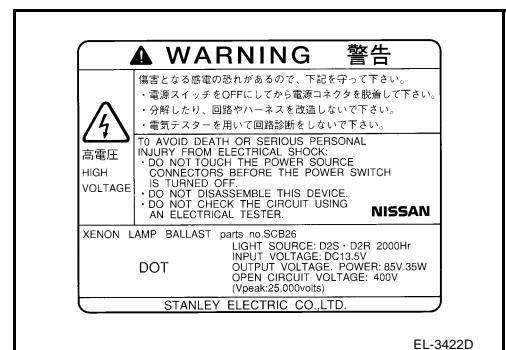 WARNING 警告
傷害となる感電の恐れがあるので、下記を守って下さい。
・電源スイッチをOFFにしてから電源コネクタを脱着して下さい。
・分解したり、回路やハーネスを改造しないで下さい。
・電気テスターを用いて回路診断をしないで下さい。
高電圧
HIGH
VOLTAGE
TO AVOID DEATH OR SERIOUS PERSONAL
INJURY FROM ELECTRICAL SHOCK:
・DO NOT TOUCH THE POWER SOURCE
CONNECTORS BEFORE THE POWER SWITCH
IS TURNED OFF.
・DO NOT DISASSEMBLE THIS DEVICE.
・DO NOT CHECK THE CIRCUIT USING
AN ELECTRICAL TESTER.
NISSAN
XENON LAMP BALLAST parts no.SCB26
DOT
LIGHT SOURCE: D2S・D2R 2000Hr
INPUT VOLTAGE: DC13.5V
OUTPUT VOLTAGE. POWER: 85V.35W
OPEN CIRCUIT VOLTAGE: 400V
(Vpeak:25,000volts)
STANLEY ELECTRIC CO.,LTD.
EL-3422D